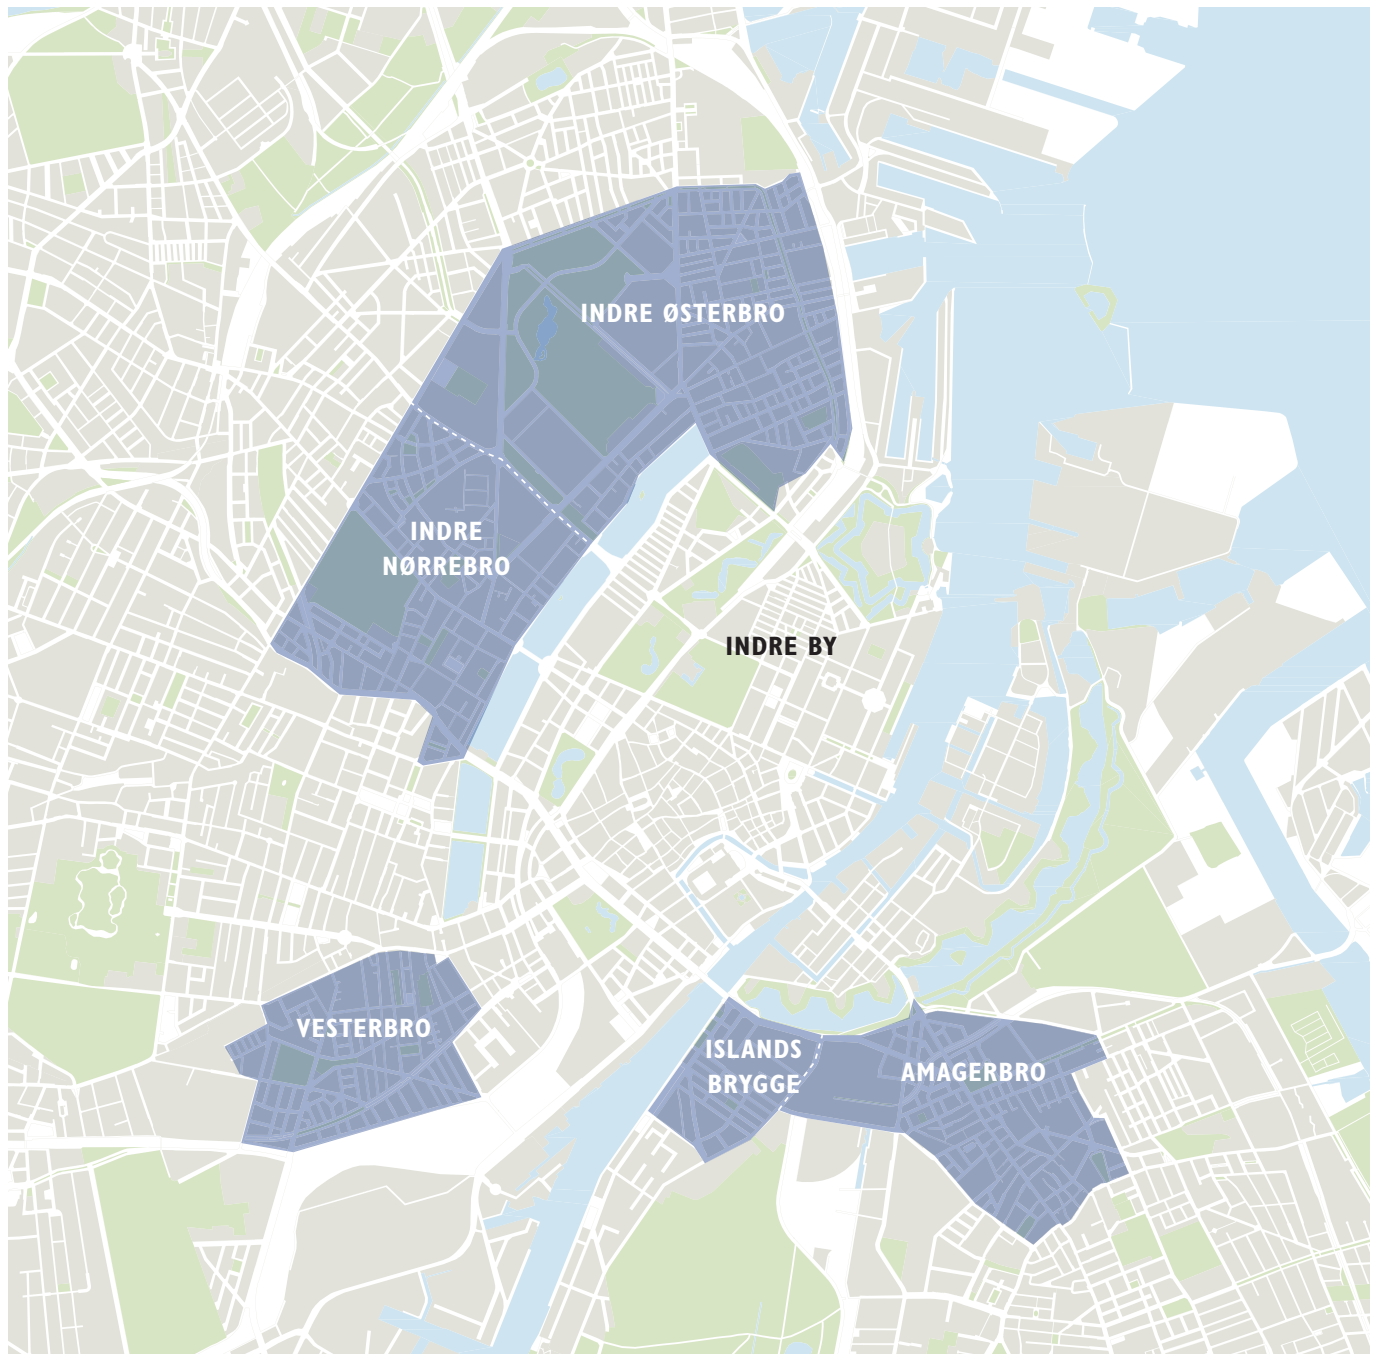 INDRE ØSTERBRO
INDRE
NØRREBRO
INDRE BY
VESTERBRO
ISLANDS
BRYGGE
AMAGERBRO